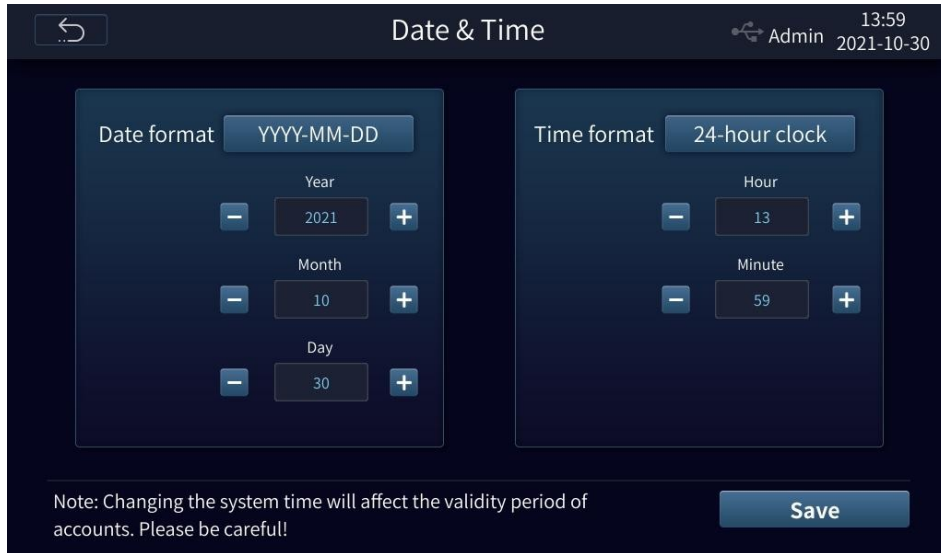 Date & Time
Admin
13:59
2021-10-30
Date format
YYYY-MM-DD
Year
2021
Month
10
Day
30
Time format
24-hour clock
Hour
13
Minute
59
Note: Changing the system time will affect the validity period of
accounts. Please be careful!
Save